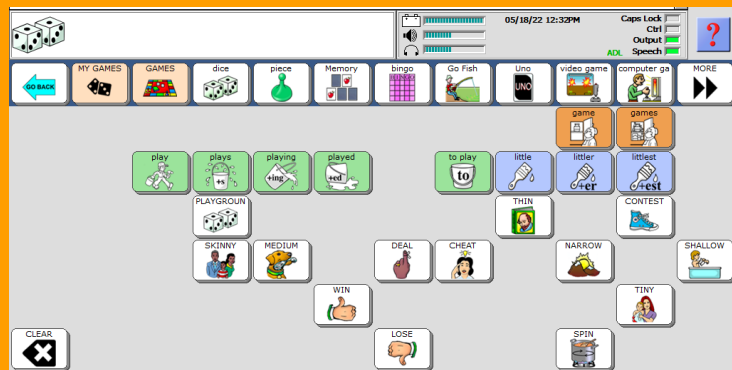 05/18/22 12:32PM
Caps Lock
Ctrl
Output
ADL Speech
?
GO BACK
MY GAMES
GAMES
dice
piece
Memory
bingo
Go Fish
Uno
UNO
video game
computer ga
MORE
game
games
play
plays
+s
playing
+ing
played
+ed
to play
to
little
littler
+er
littlest
+est
PLAYGROUN
THIN
CONTEST
SKINNY
MEDIUM
DEAL
CHEAT
NARROW
SHALLOW
WIN
TINY
CLEAR
LOSE
SPIN